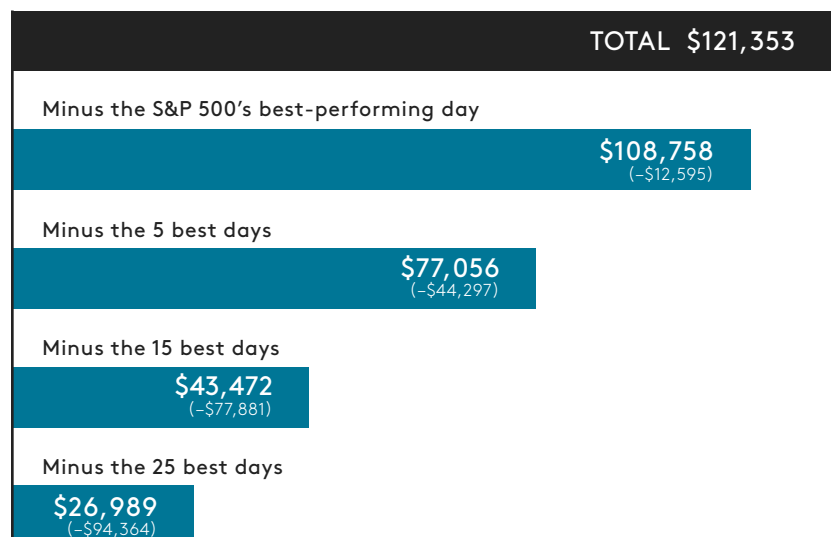 TOTAL $121,353
Minus the S&P 500’s best-performing day
$108,758
(–$12,595)
Minus the 5 best days
$77,056
(–$44,297)
Minus the 15 best days
$43,472
(–$77,881)
Minus the 25 best days
$26,989
(–$94,364)